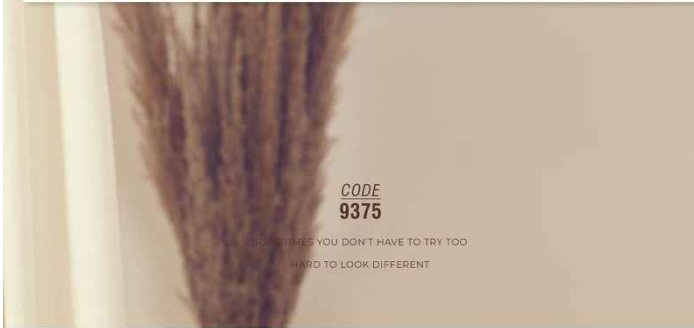 CODE
9375
SOMETIMES YOU DON'T HAVE TO TRY TOO
HARD TO LOOK DIFFERENT